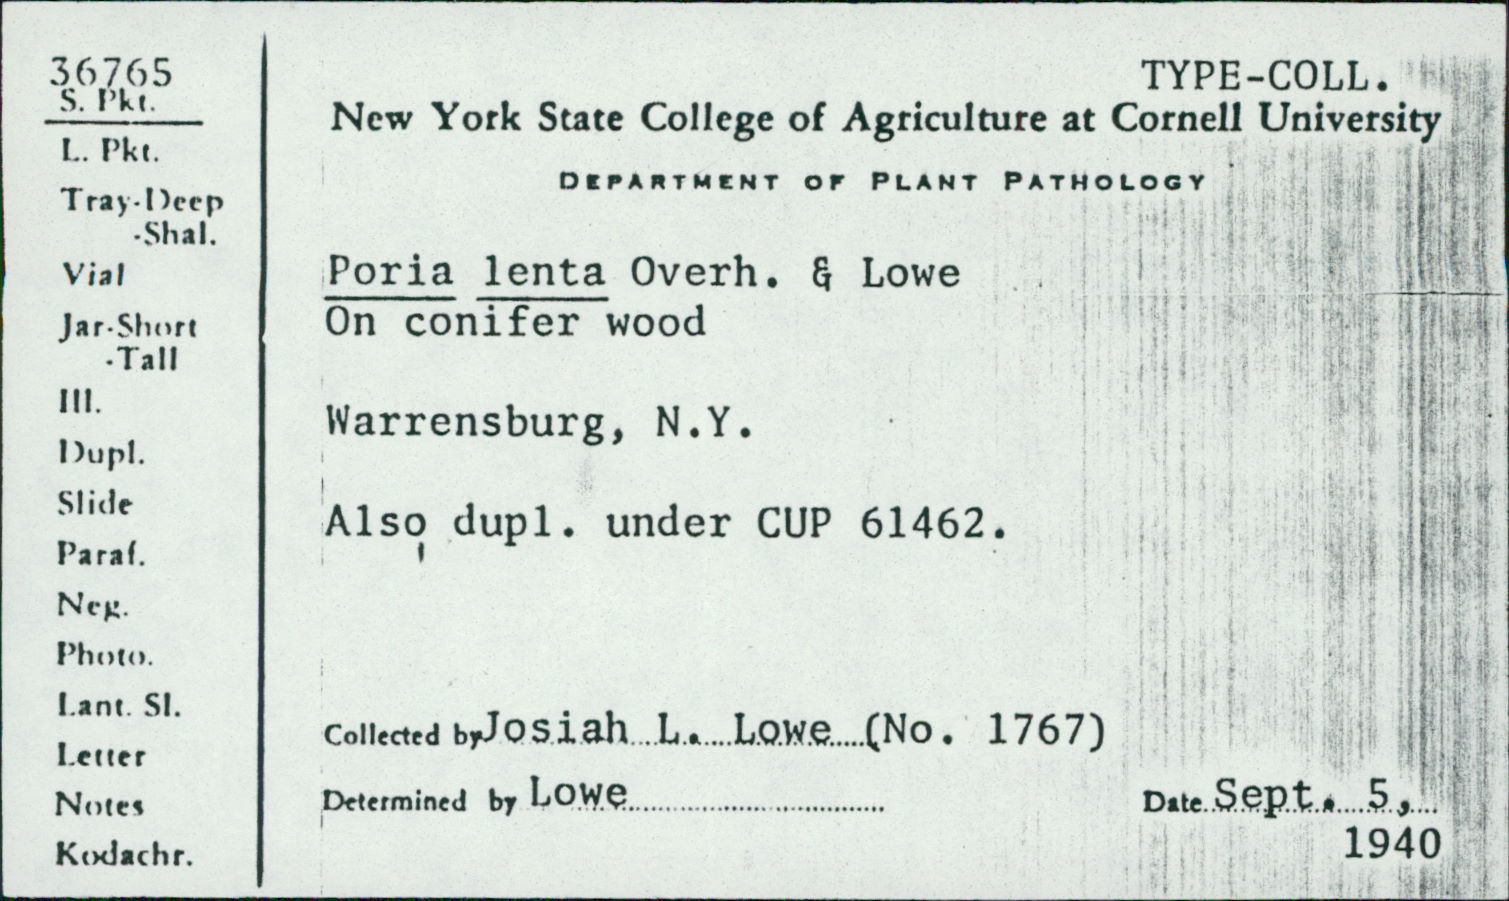 36765
S. Pkt.
L. Pkt.
Tray-Deep
-Shal.
Vial
Jar-Short
-Tall
Ill.
Dupl.
Slide
Paraf.
Neg.
Photo.
Lant. Sl.
Letter
Notes
Kodachr.
TYPE-COLL.
New York State College of Agriculture at Cornell University
DEPARTMENT OF PLANT PATHOLOGY
Poria lenta Overh. & Lowe
On conifer wood
Warrensburg, N.Y.
Also dupl. under CUP 61462.
Collected by Josiah L. Lowe (No. 1767)
Determined by Lowe
Date Sept. 5,
1940